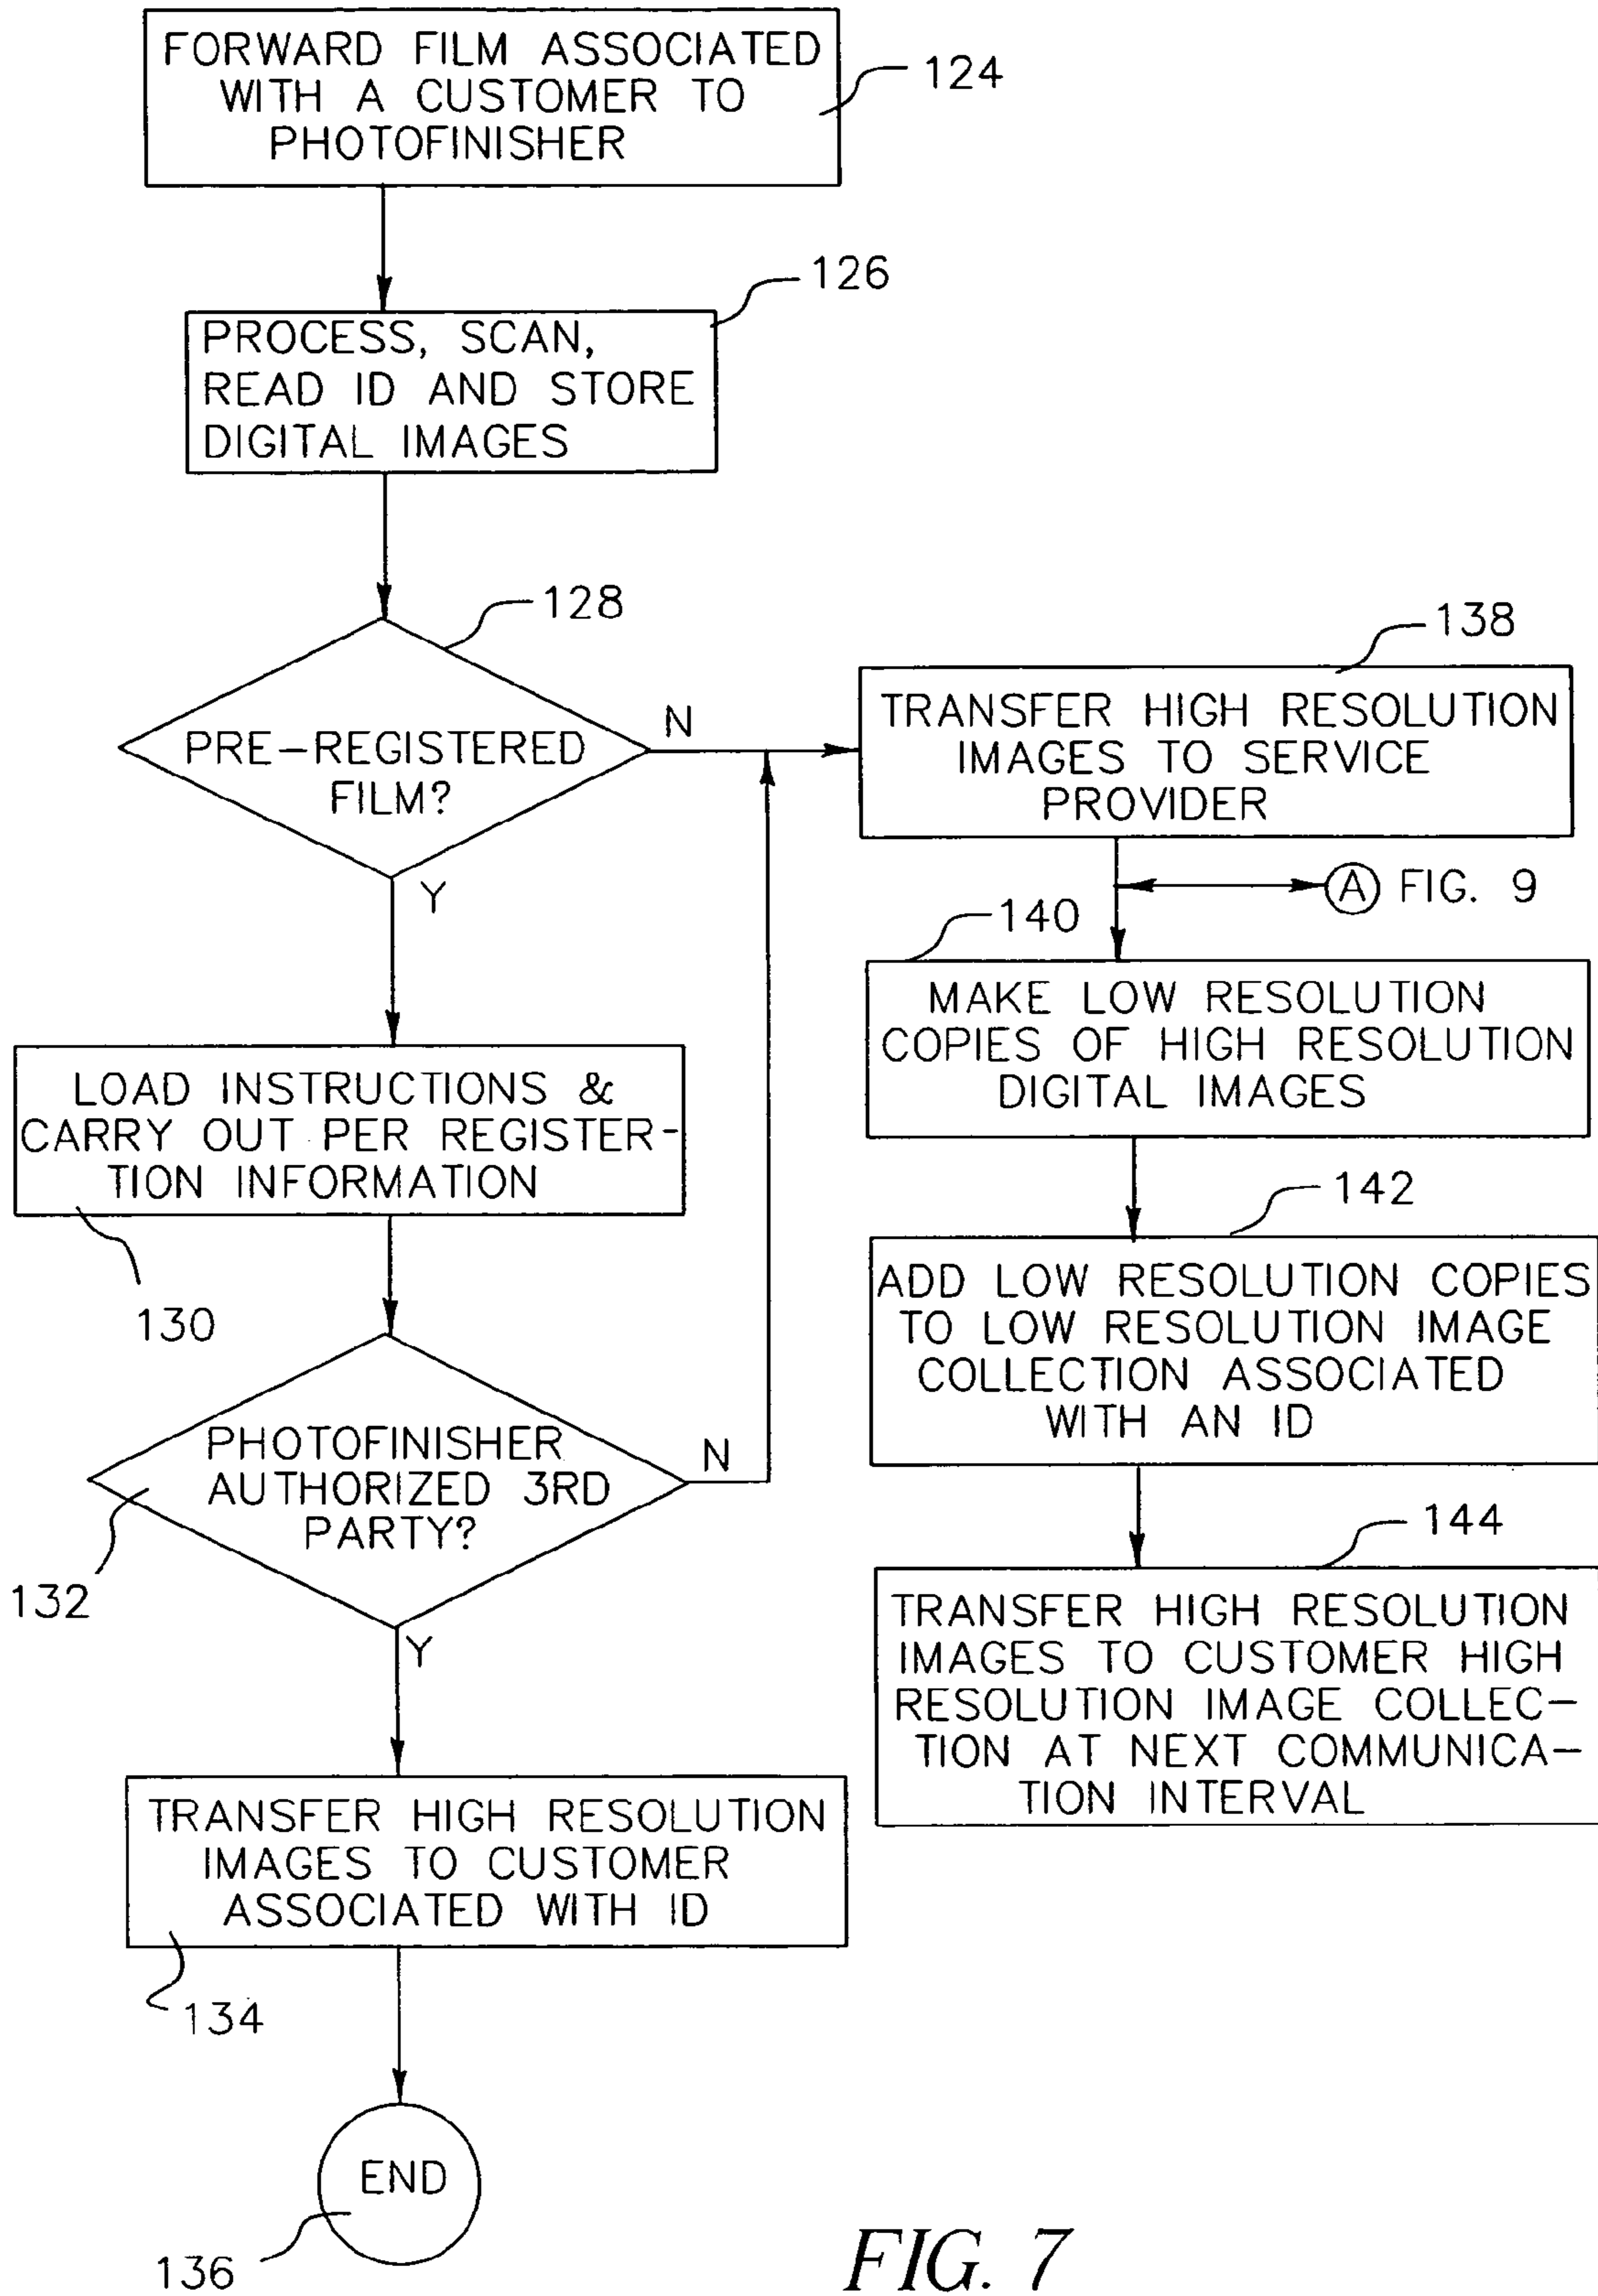 FORWARD FILM ASSOCIATED
WITH A CUSTOMER TO
PHOTOFINISHER
124
126
PROCESS, SCAN,
READ ID AND STORE
DIGITAL IMAGES
128
PRE-REGISTERED
FILM?
N
Y
LOAD INSTRUCTIONS &
CARRY OUT PER REGISTER-
TION INFORMATION
130
PHOTOFINISHER
AUTHORIZED 3RD
PARTY?
N
132
Y
TRANSFER HIGH RESOLUTION
IMAGES TO CUSTOMER
ASSOCIATED WITH ID
134
END
136
138
TRANSFER HIGH RESOLUTION
IMAGES TO SERVICE
PROVIDER
A FIG. 9
140
MAKE LOW RESOLUTION
COPIES OF HIGH RESOLUTION
DIGITAL IMAGES
142
ADD LOW RESOLUTION COPIES
TO LOW RESOLUTION IMAGE
COLLECTION ASSOCIATED
WITH AN ID
144
TRANSFER HIGH RESOLUTION
IMAGES TO CUSTOMER HIGH
RESOLUTION IMAGE COLLEC-
TION AT NEXT COMMUNICA-
TION INTERVAL
FIG. 7